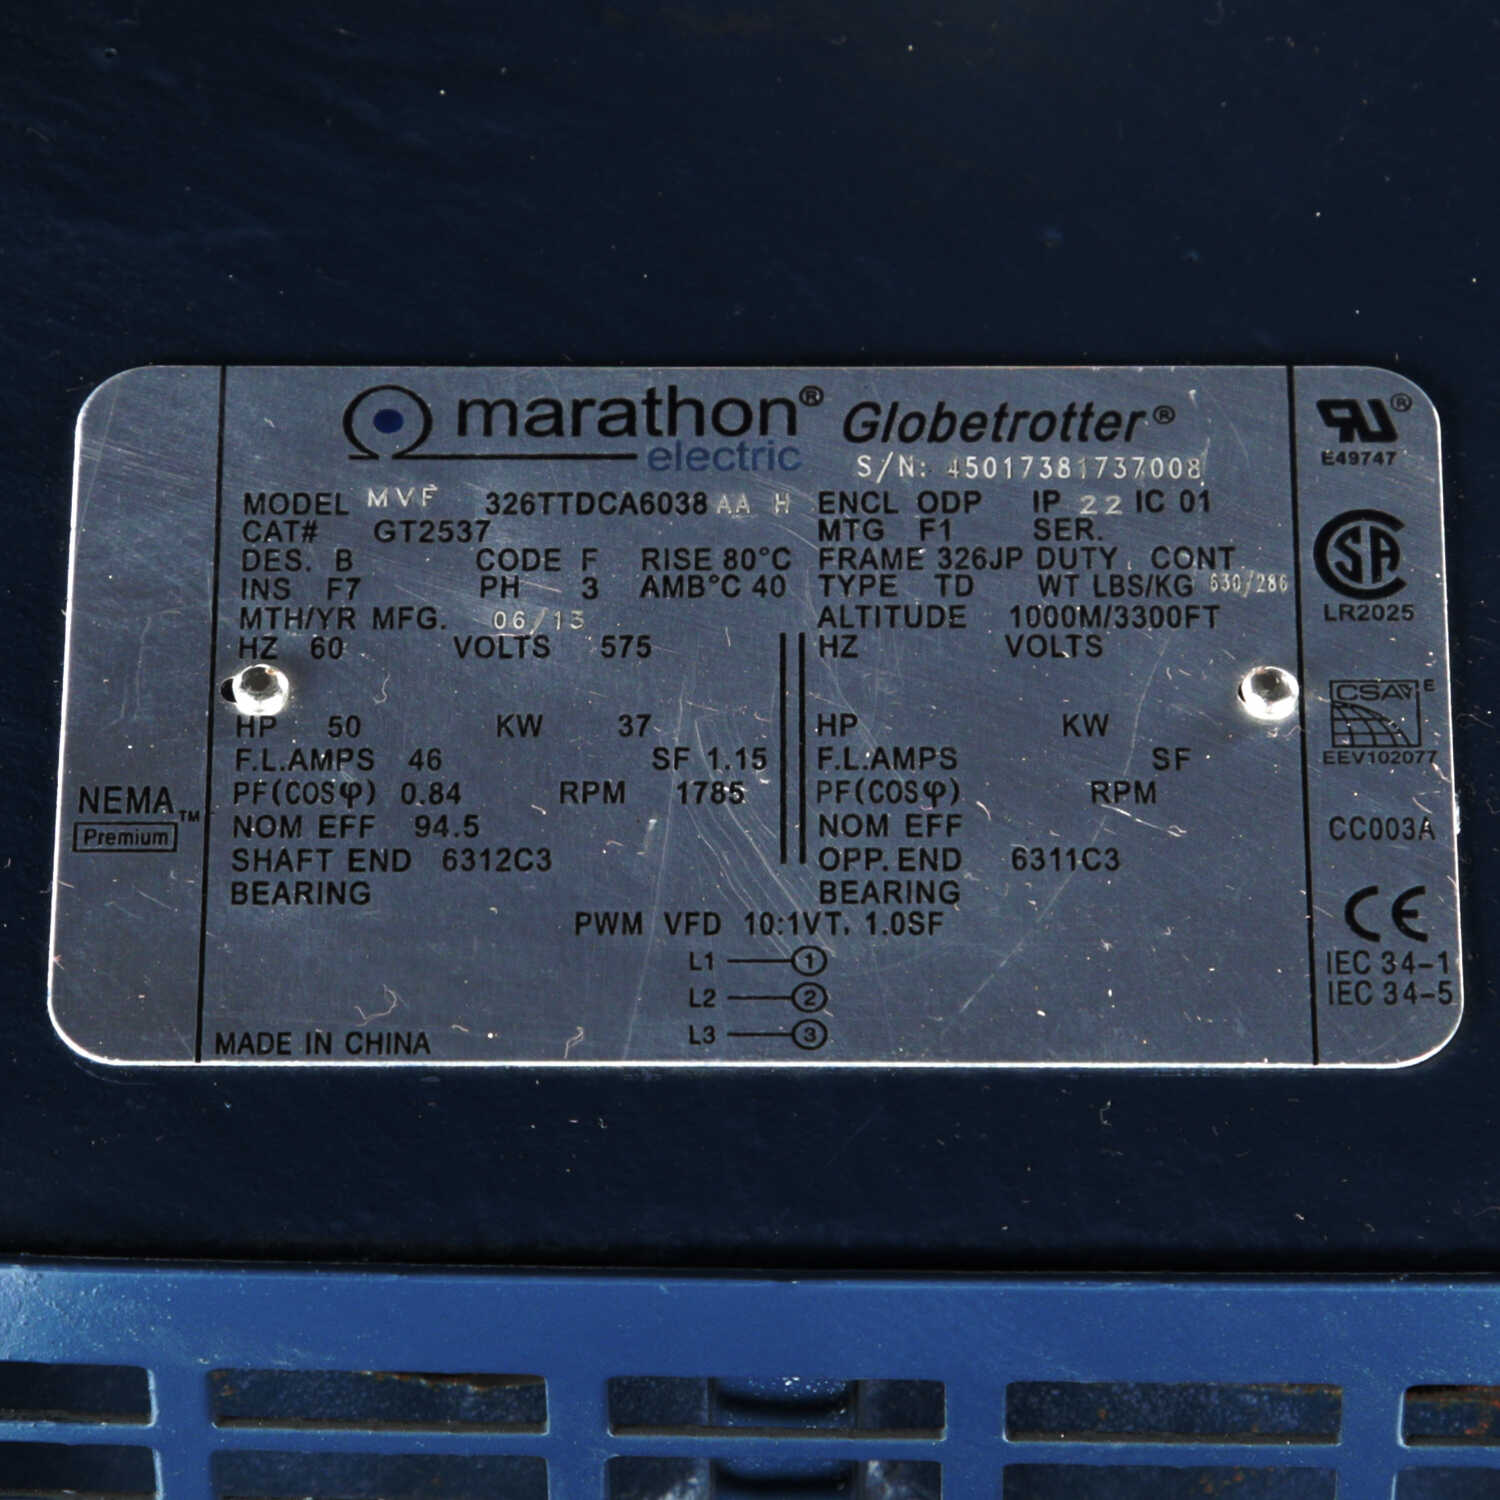 marathon® Globetrotter®
electric
S/N: 45017381737008
MODEL MVF 326TTDCA6038 AA H ENCL ODP IP 22 IC 01
CAT# GT2537 MTG F1 SER.
DES. B CODE F RISE 80°C FRAME 326JP DUTY CONT
INS F7 PH 3 AMB°C 40 TYPE TD WT LBS/KG 630/286
MTH/YR MFG. 06/13 ALTITUDE 1000M/3300FT
HZ 60 VOLTS 575 HZ VOLTS
HP 50 KW 37 HP KW
F.L.AMPS 46 SF 1.15 F.L.AMPS SF
PF(COSφ) 0.84 RPM 1785 PF(COSφ) RPM
NOM EFF 94.5 NOM EFF
SHAFT END 6312C3 OPP. END 6311C3
BEARING BEARING
PWM VFD 10:1VT. 1.0SF
L1 1
L2 2
L3 3
MADE IN CHINA
NEMA™
Premium
RU®
E49747
SA
LR2025
CSA E
EEV102077
CC003A
CE
IEC 34-1
IEC 34-5